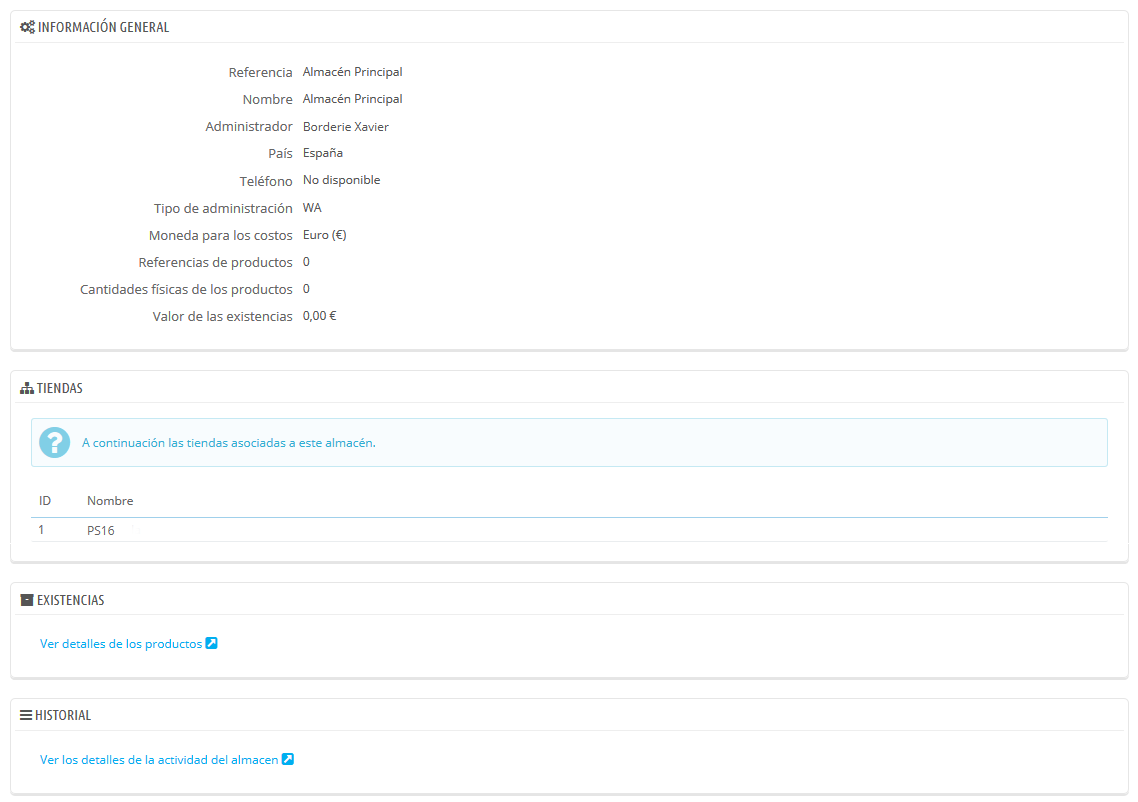 INFORMACIÓN GENERAL
Referencia Almacén Principal
Nombre Almacén Principal
Administrador Borderie Xavier
País España
Teléfono No disponible
Tipo de administración WA
Moneda para los costos Euro (€)
Referencias de productos 0
Cantidades físicas de los productos 0
Valor de las existencias 0,00 €
TIENDAS
A continuación las tiendas asociadas a este almacén.
ID Nombre
1 PS16
EXISTENCIAS
Ver detalles de los productos
HISTORIAL
Ver los detalles de la actividad del almacen